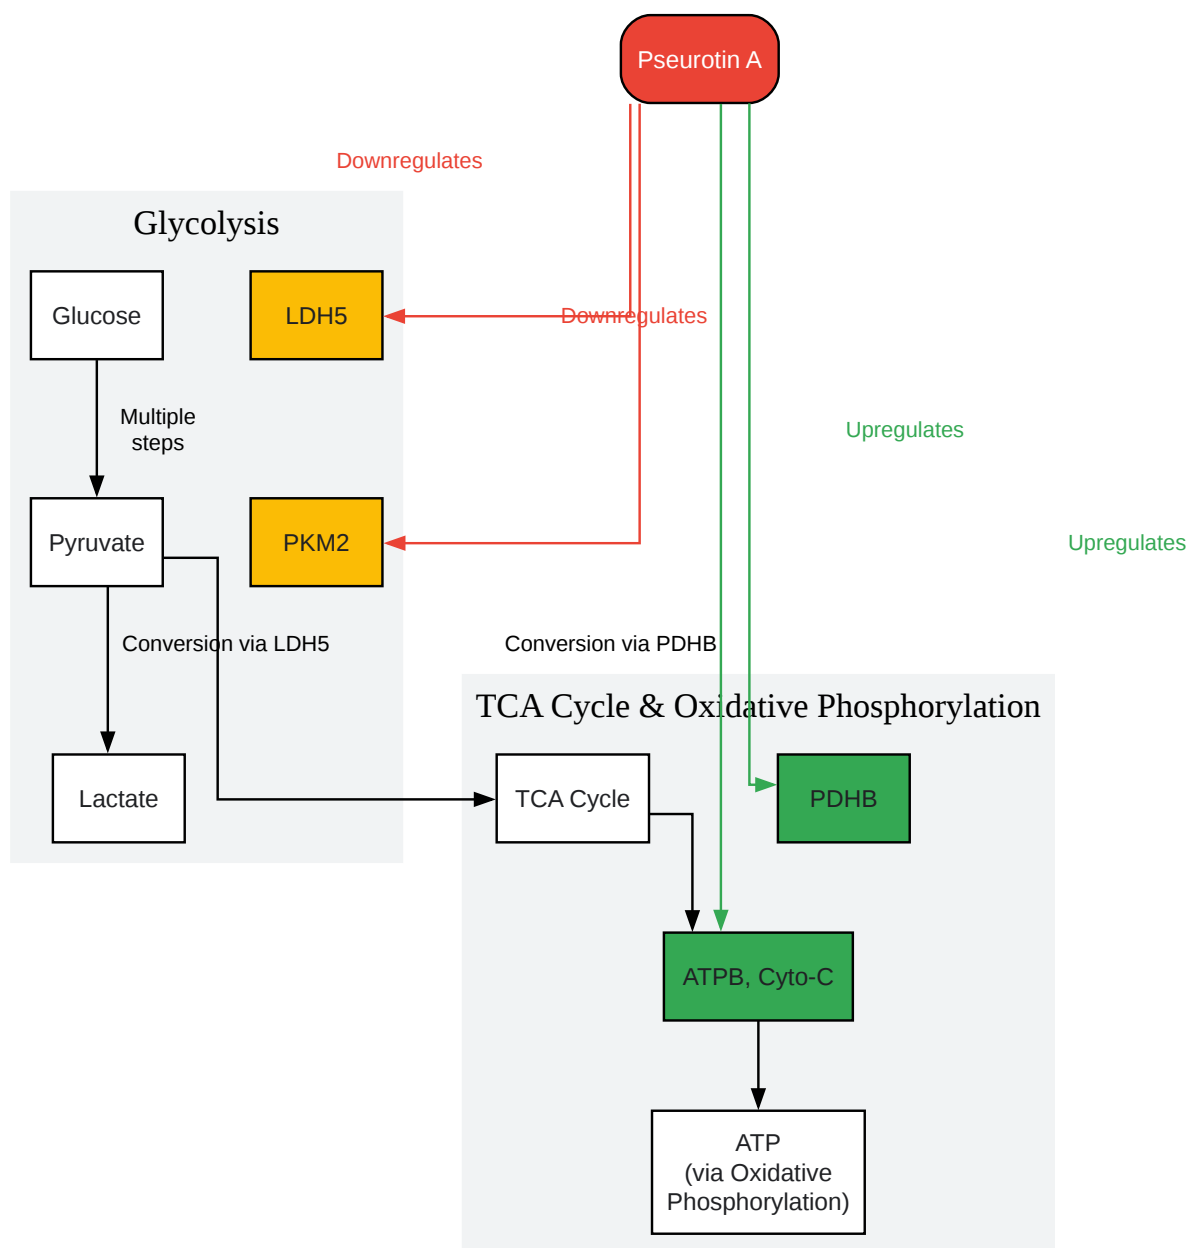 Pseurotin A
Downregulates
Glycolysis
Glucose
LDH5
Downregulates
Multiple
steps
Upregulates
Pyruvate
PKM2
Upregulates
Conversion via LDH5
Conversion via PDHB
TCA Cycle & Oxidative Phosphorylation
Lactate
TCA Cycle
PDHB
ATPB, Cyto-C
ATP
(via Oxidative
Phosphorylation)